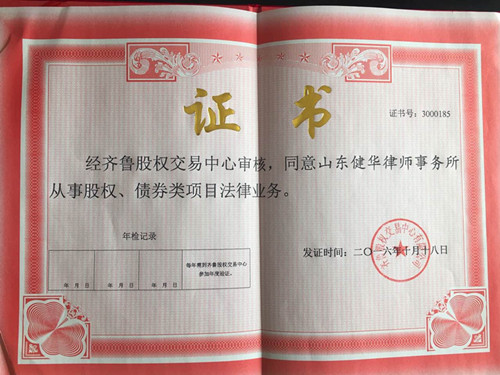 证 书
证书号：3000185
经齐鲁股权交易中心审核，同意山东健华律师事务所
从事股权、债券类项目法律业务。
年检记录
每年需到齐鲁股权交易中心
参加年度验证。
年 月 日
年 月 日
年 月 日
发证时间：二〇一六年十月十八日